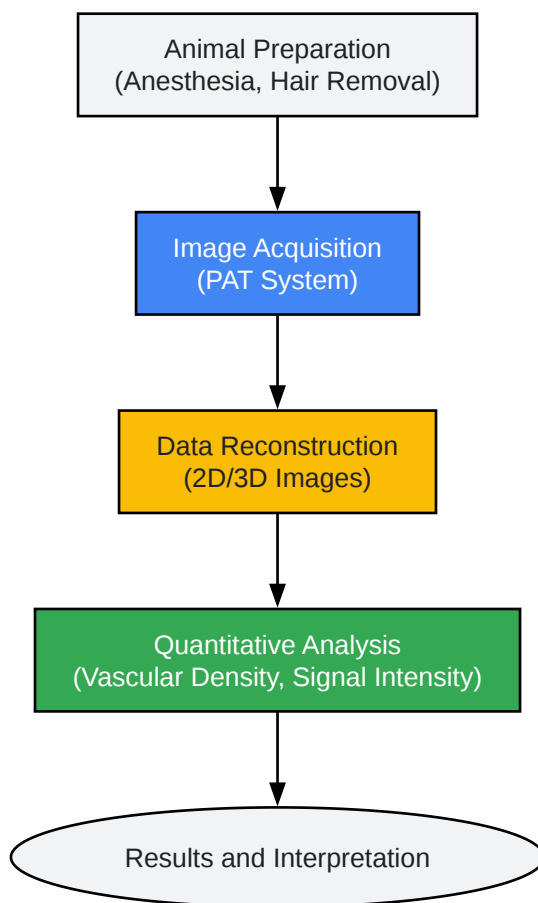 Animal Preparation
(Anesthesia, Hair Removal)
Image Acquisition
(PAT System)
Data Reconstruction
(2D/3D Images)
Quantitative Analysis
(Vascular Density, Signal Intensity)
Results and Interpretation